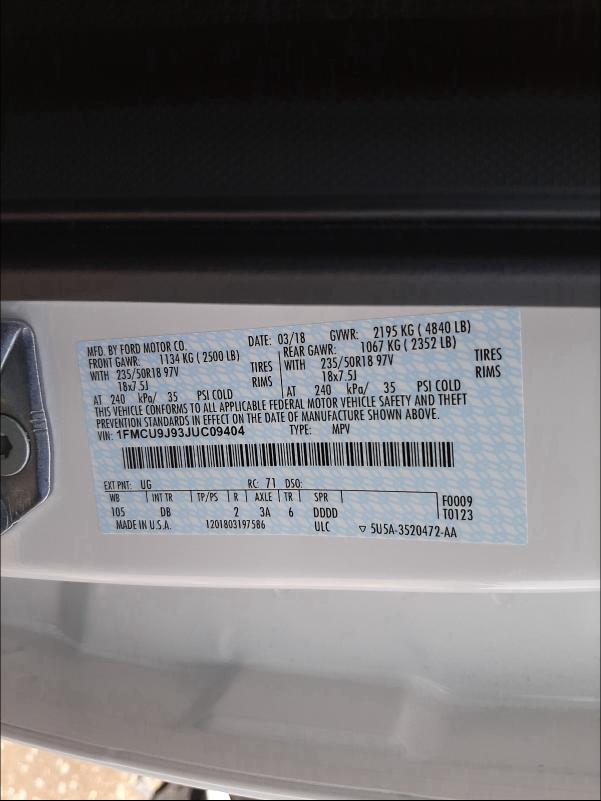 MFD. BY FORD MOTOR CO. DATE: 03/18 GVWR: 2195 KG ( 4840 LB)
FRONT GAWR: 1134 KG ( 2500 LB) REAR GAWR: 1067 KG ( 2352 LB)
WITH 235/50R18 97V TIRES WITH 235/50R18 97V TIRES
18x7.5J RIMS 18x7.5J RIMS
AT 240 kPa/ 35 PSI COLD AT 240 kPa/ 35 PSI COLD
THIS VEHICLE CONFORMS TO ALL APPLICABLE FEDERAL MOTOR VEHICLE SAFETY AND THEFT
PREVENTION STANDARDS IN EFFECT ON THE DATE OF MANUFACTURE SHOWN ABOVE.
VIN: 1FMCU9J93JUC09404 TYPE: MPV
EXT PNT: UG RC: 71 DSO:
WB INT TR TP/PS R AXLE TR SPR F0009
105 DB 2 3A 6 DDDD T0123
MADE IN U.S.A. 1201803197586 ULC ▽ 5U5A-3520472-AA